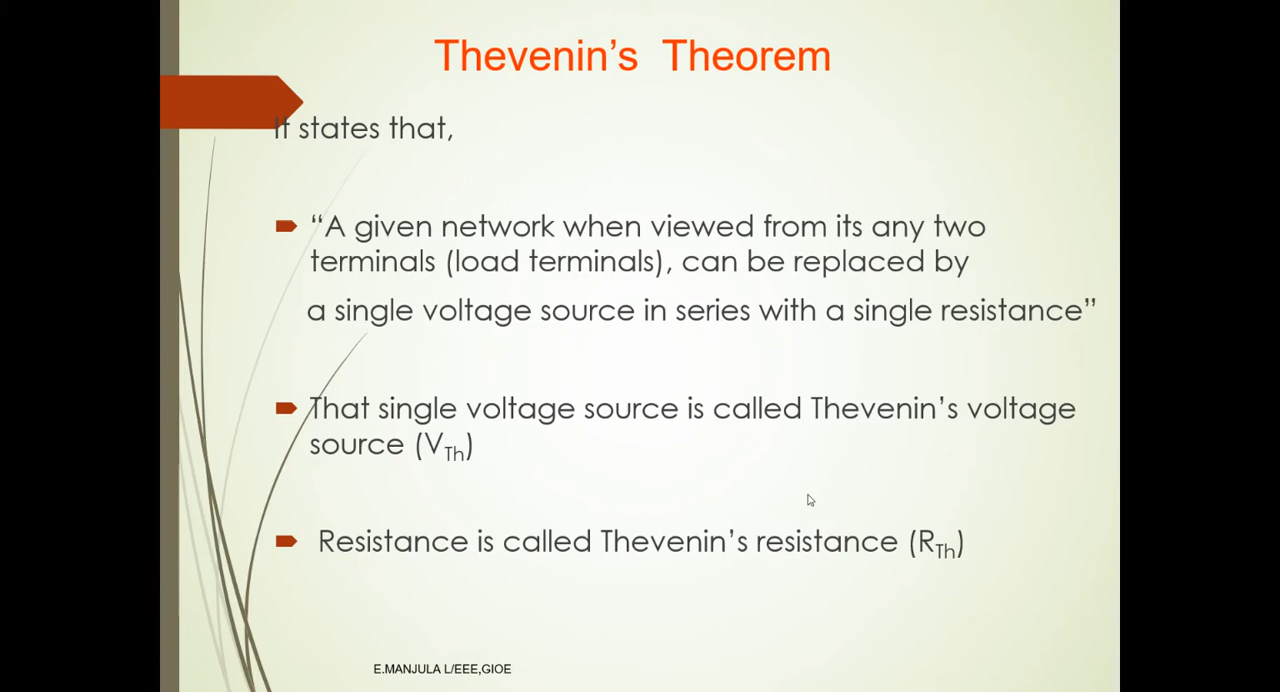 Thevenin’s Theorem
It states that,
“A given network when viewed from its any two
terminals (load terminals), can be replaced by
a single voltage source in series with a single resistance”
That single voltage source is called Thevenin’s voltage
source (VTh)
Resistance is called Thevenin’s resistance (RTh)
E.MANJULA L/EEE,GIOE